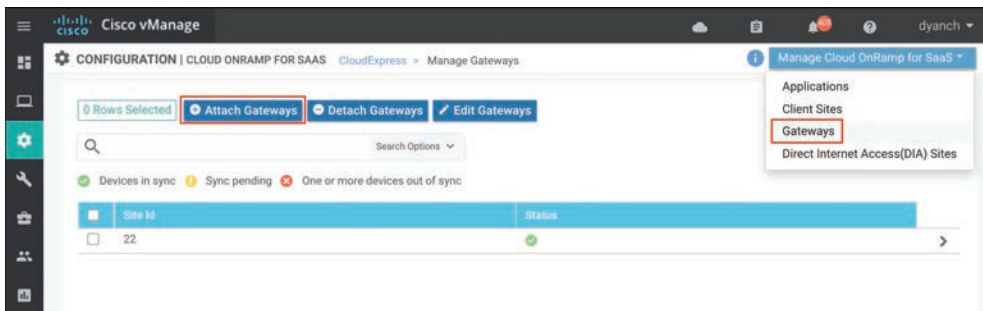 cisco Cisco vManage
dyanch
CONFIGURATION | CLOUD ONRAMP FOR SAAS CloudExpress > Manage Gateways
Manage Cloud OnRamp for SaaS
Applications
Client Sites
Gateways
Direct Internet Access(DIA) Sites
0 Rows Selected Attach Gateways Detach Gateways Edit Gateways
Search Options
Devices in sync Sync pending One or more devices out of sync
Site Id Status
22